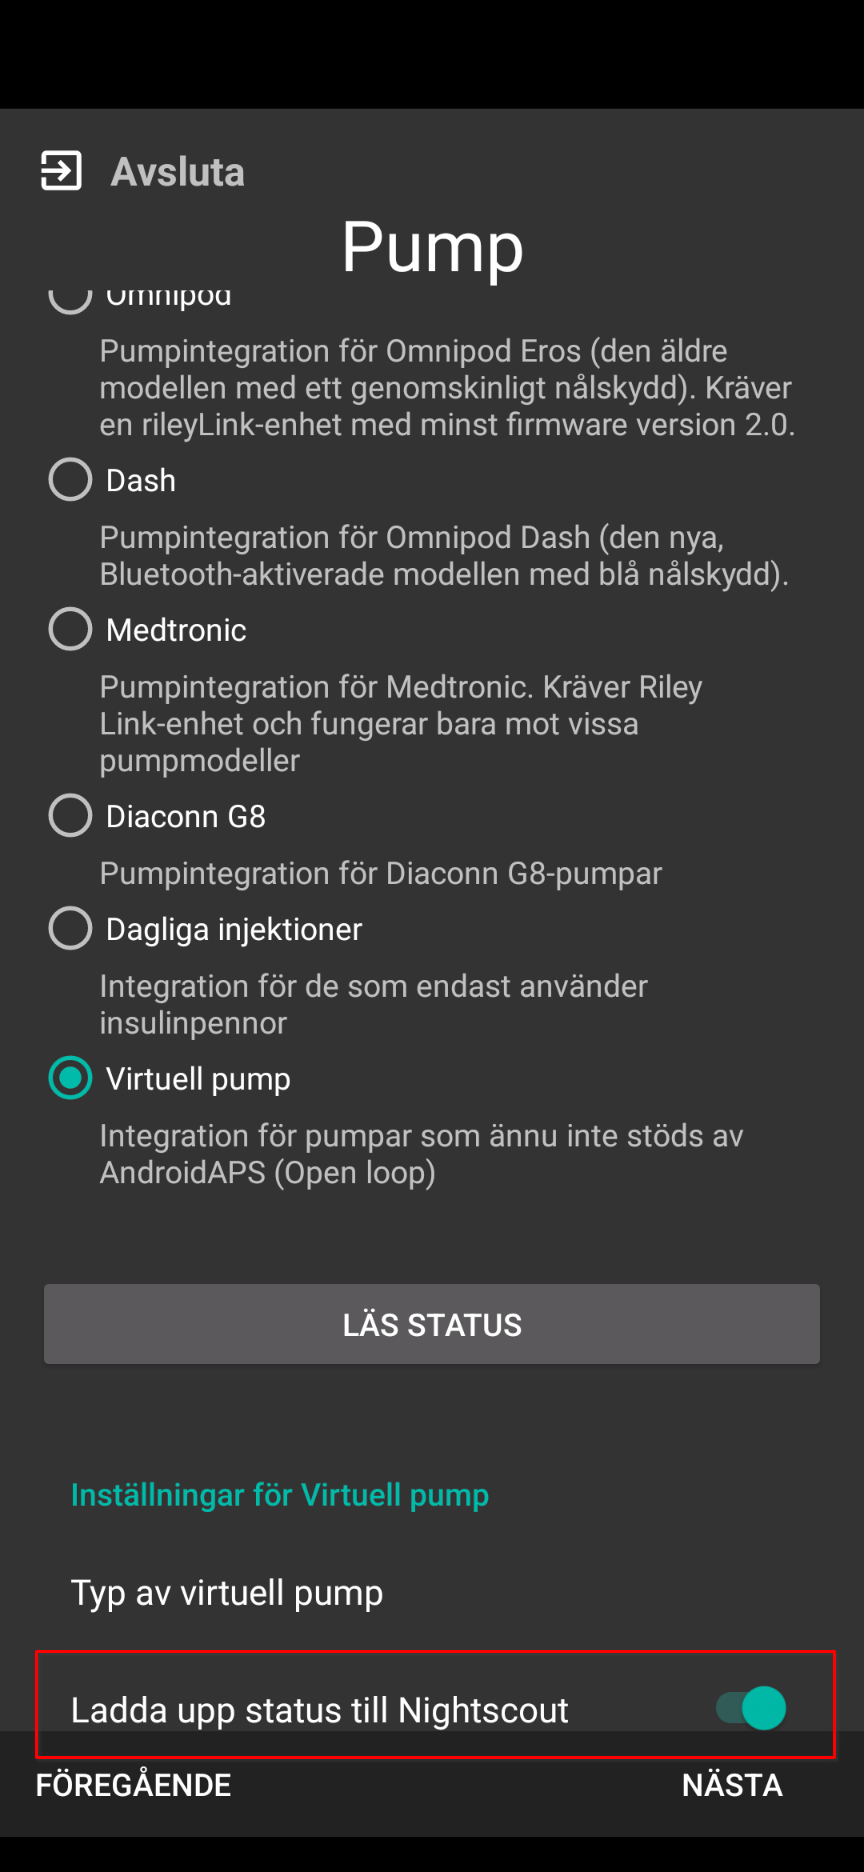 Avsluta
Pump
Omnipod
Pumpintegration för Omnipod Eros (den äldre
modellen med ett genomskinligt nålskydd). Kräver
en rileyLink-enhet med minst firmware version 2.0.
Dash
Pumpintegration för Omnipod Dash (den nya,
Bluetooth-aktiverade modellen med blå nålskydd).
Medtronic
Pumpintegration för Medtronic. Kräver Riley
Link-enhet och fungerar bara mot vissa
pumpmodeller
Diaconn G8
Pumpintegration för Diaconn G8-pumpar
Dagliga injektioner
Integration för de som endast använder
insulinpennor
Virtuell pump
Integration för pumpar som ännu inte stöds av
AndroidAPS (Open loop)
LÄS STATUS
Inställningar för Virtuell pump
Typ av virtuell pump
Ladda upp status till Nightscout
FÖREGÅENDE
NÄSTA